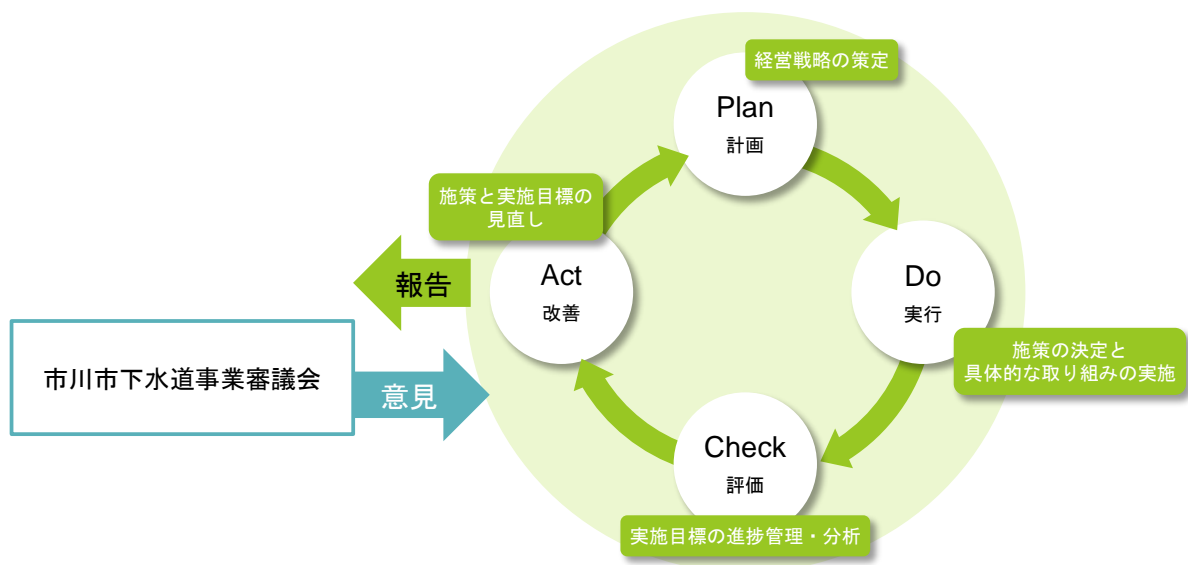 経営戦略の策定
Plan
計画
施策と実施目標の
見直し
Act
改善
Do
実行
施策の決定と
具体的な取り組みの実施
Check
評価
実施目標の進捗管理・分析
報告
市川市下水道事業審議会
意見